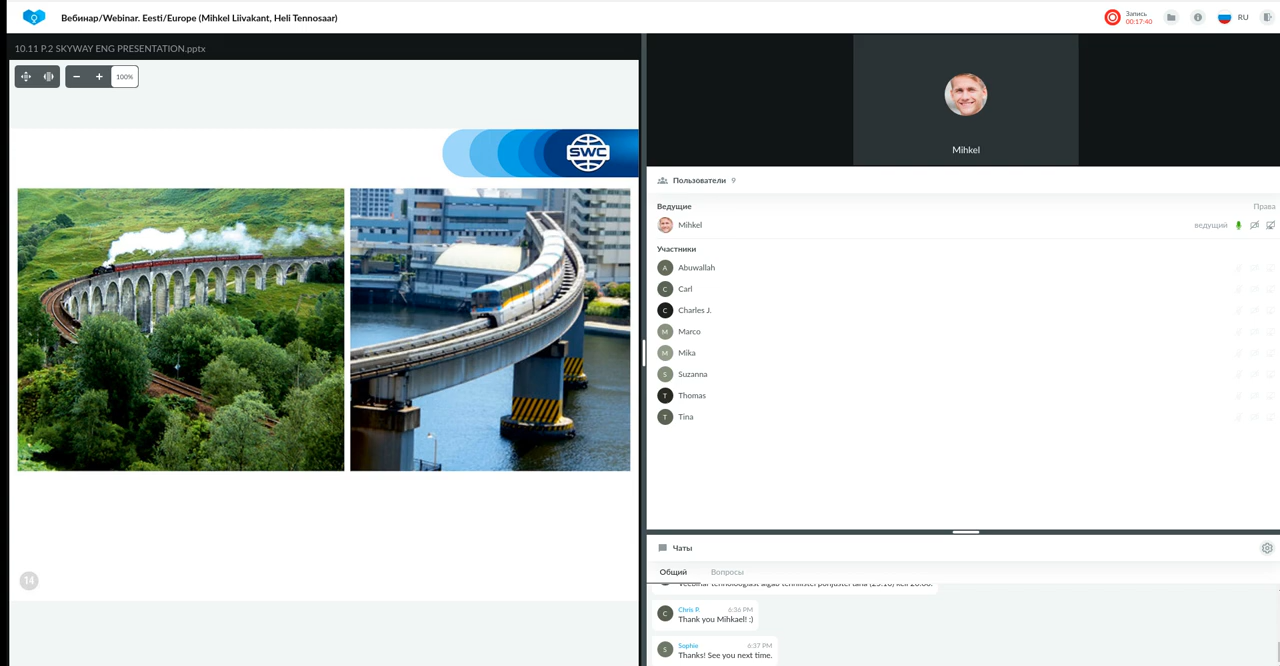 Вебинар/Webinar. Eesti/Europe (Mihkel Liivakant, Heli Tennosaar)
Запись
00:17:40
RU
10.11 P.2 SKYWAY ENG PRESENTATION.pptx
100%
SWC
14
Mihkel
Пользователи 9
Ведущие
Права
Mihkel
ведущий
Участники
A Abuwallah
C Carl
C Charles J.
M Marco
M Mika
S Suzanna
T Thomas
T Tina
Чаты
Общий
Вопросы
C Chris P. 6:36 PM
Thank you Mihkael! :)
S Sophie 6:37 PM
Thanks! See you next time.